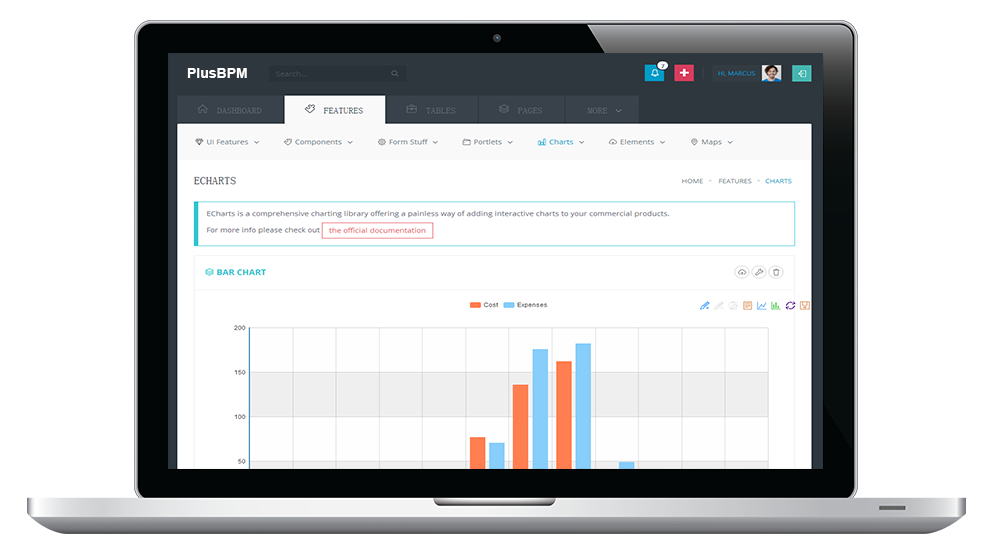 PlusBPM
Search...
7
HI, MARCUS
DASHBOARD
FEATURES
TABLES
PAGES
MORE
UI Features
Components
Form Stuff
Portlets
Charts
Elements
Maps
ECHARTS
HOME - FEATURES - CHARTS
ECharts is a comprehensive charting library offering a painless way of adding interactive charts to your commercial products.
For more info please check out the official documentation
BAR CHART
Cost Expenses
200
150
100
50